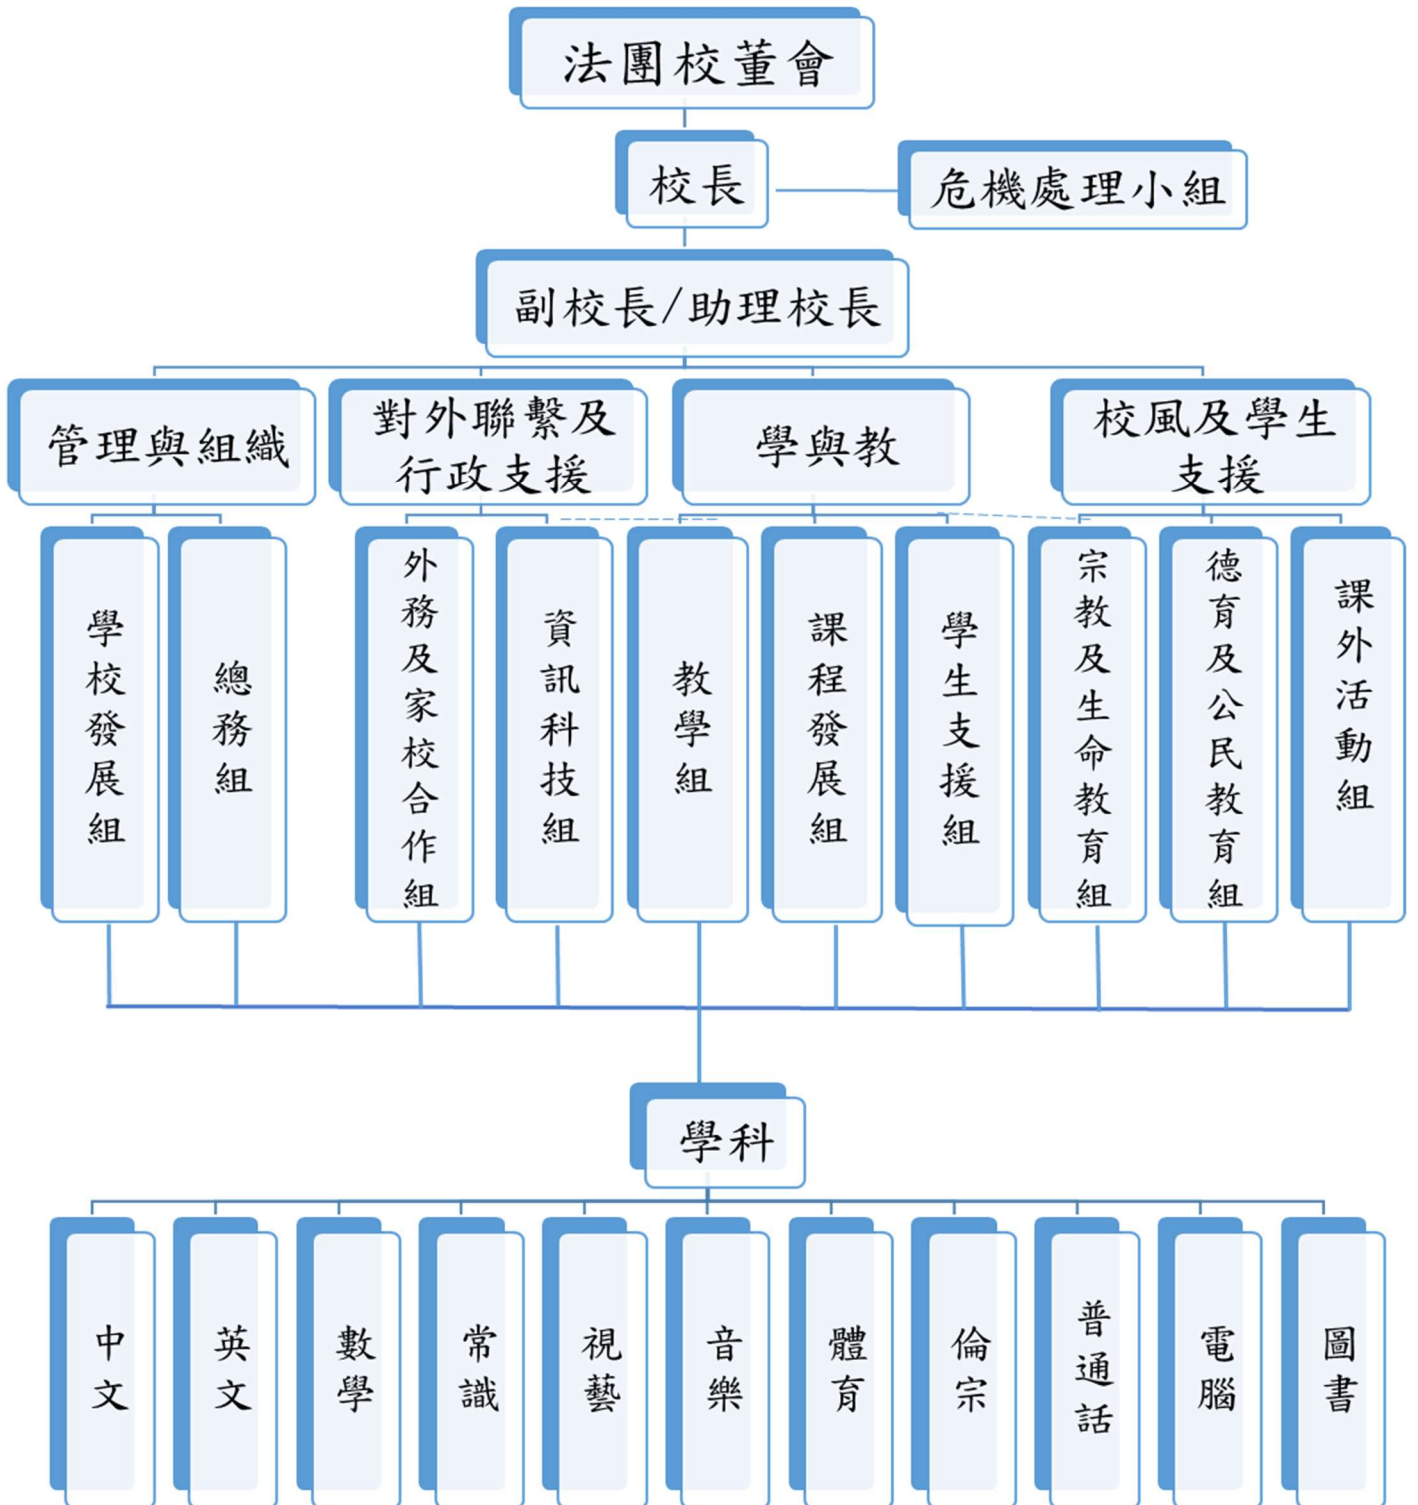 法團校董會
校長
危機處理小組
副校長/助理校長
管理與組織
對外聯繫及
行政支援
學與教
校風及學生
支援
學校發展組
總務組
外務及家校合作組
資訊科技組
教學組
課程發展組
學生支援組
宗教及生命教育組
德育及公民教育組
課外活動組
學科
中文
英文
數學
常識
視藝
音樂
體育
倫宗
普通話
電腦
圖書